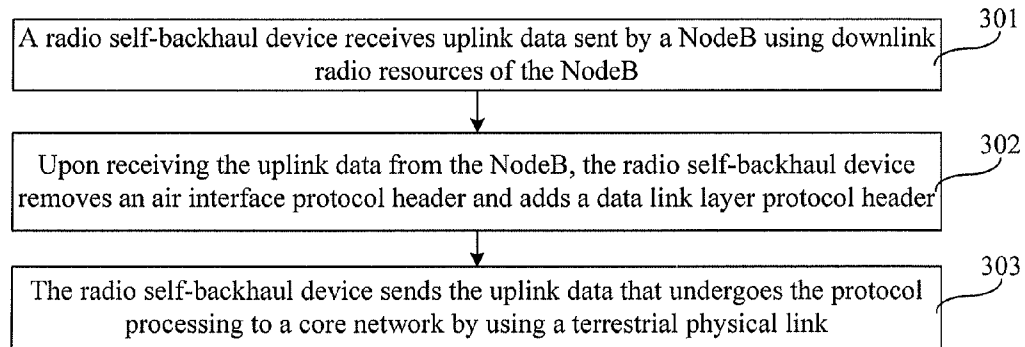 301
A radio self-backhaul device receives uplink data sent by a NodeB using downlink
radio resources of the NodeB
302
Upon receiving the uplink data from the NodeB, the radio self-backhaul device
removes an air interface protocol header and adds a data link layer protocol header
303
The radio self-backhaul device sends the uplink data that undergoes the protocol
processing to a core network by using a terrestrial physical link